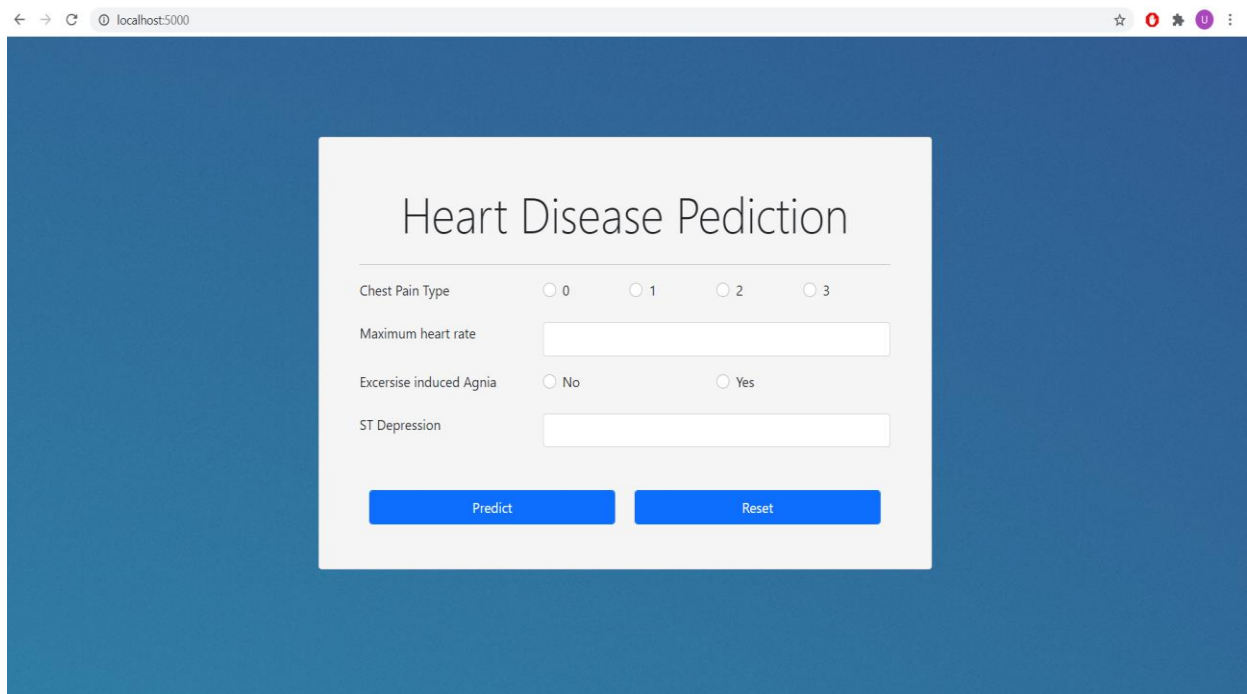 localhost:5000
U
Heart Disease Pediction
Chest Pain Type 0 1 2 3
Maximum heart rate
Excersise induced Agnia No Yes
ST Depression
Predict Reset